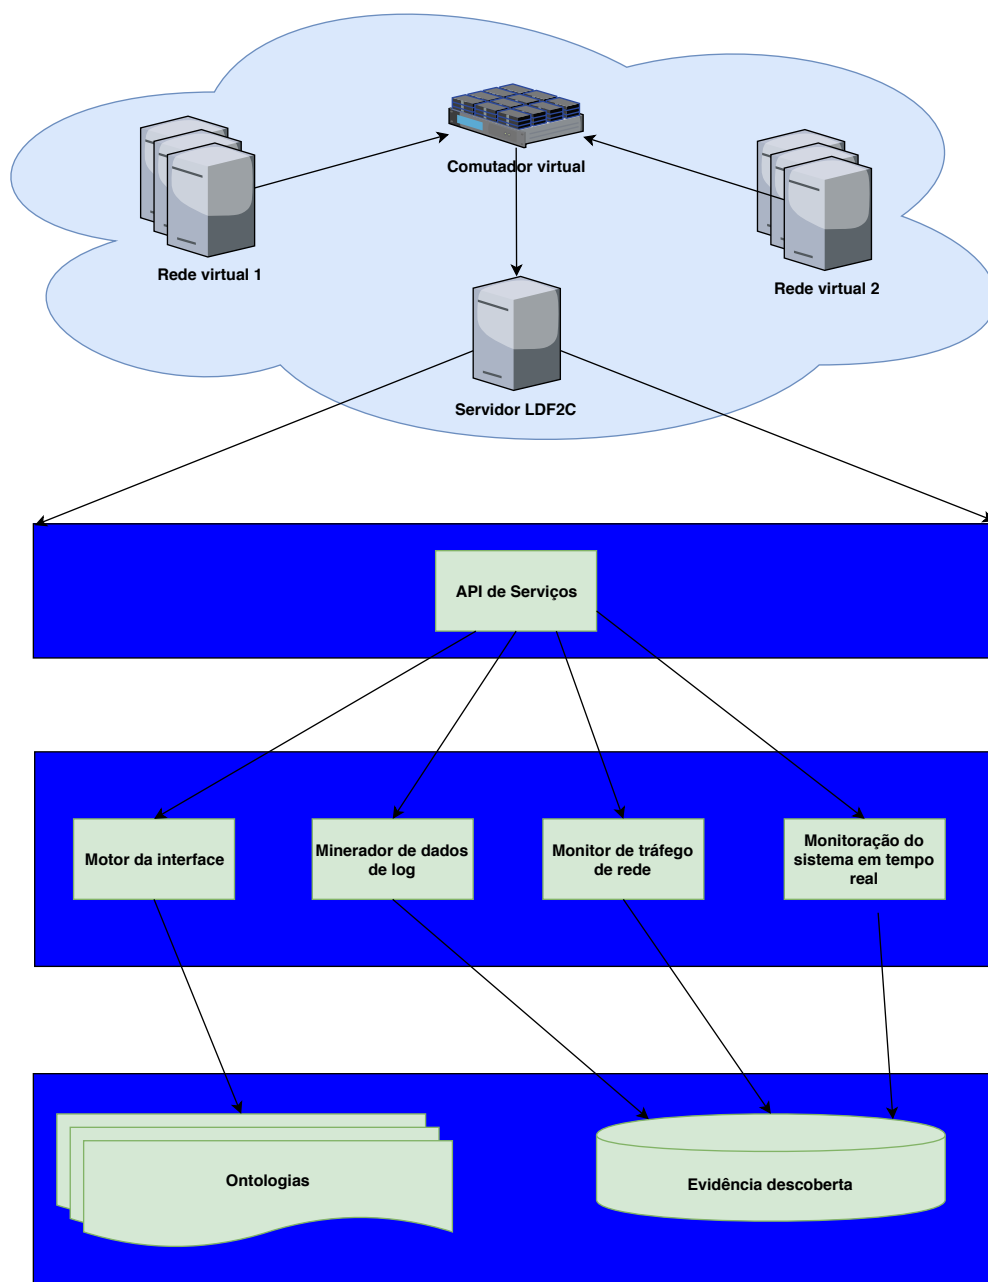 Comutador virtual
Rede virtual 1
Rede virtual 2
Servidor LDF2C
API de Serviços
Motor da interface
Minerador de dados
de log
Monitor de tráfego
de rede
Monitoração do
sistema em tempo
real
Ontologias
Evidência descoberta